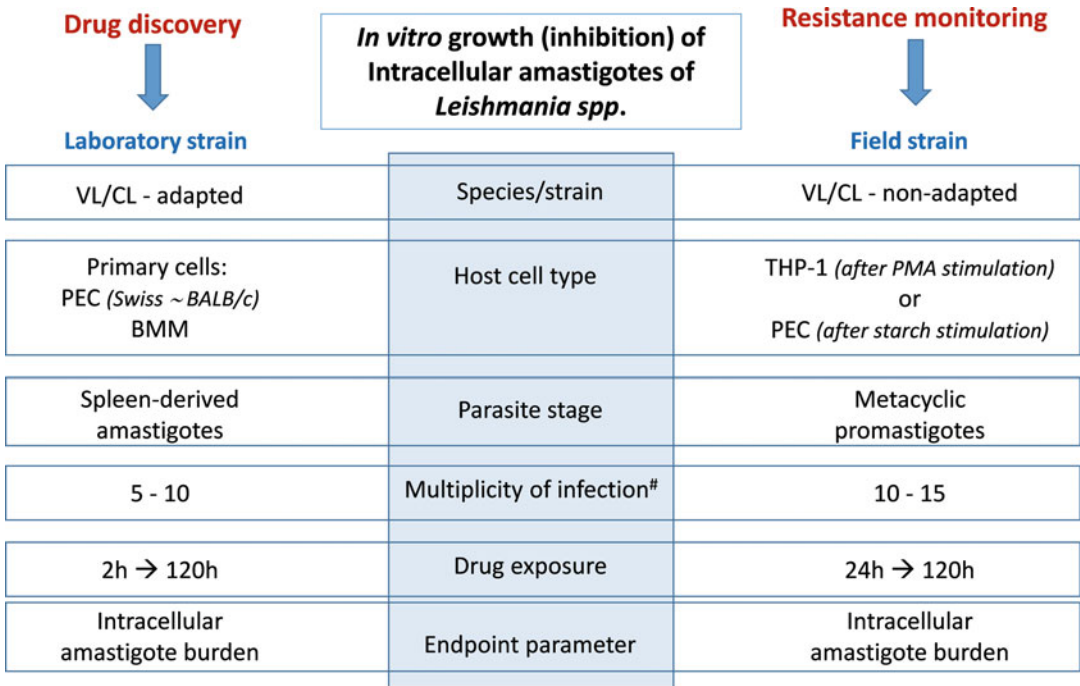 Drug discovery
In vitro growth (inhibition) of
Intracellular amastigotes of
Leishmania spp.
Resistance monitoring
Laboratory strain
Field strain
VL/CL - adapted
Species/strain
VL/CL - non-adapted
Primary cells:
PEC (Swiss ~ BALB/c)
BMM
Host cell type
THP-1 (after PMA stimulation)
or
PEC (after starch stimulation)
Spleen-derived
amastigotes
Parasite stage
Metacyclic
promastigotes
5 - 10
Multiplicity of infection#
10 - 15
2h → 120h
Drug exposure
24h → 120h
Intracellular
amastigote burden
Endpoint parameter
Intracellular
amastigote burden